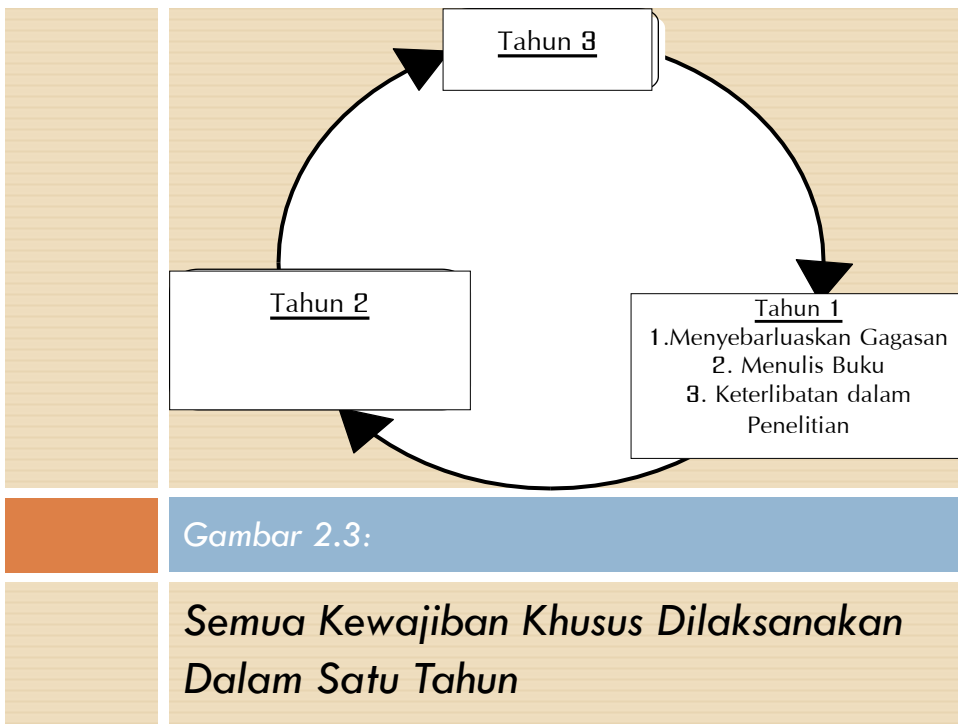 Tahun 3
Tahun 2
Tahun 1
1.Menyebarluaskan Gagasan
2. Menulis Buku
3. Keterlibatan dalam
Penelitian
Gambar 2.3:
Semua Kewajiban Khusus Dilaksanakan
Dalam Satu Tahun